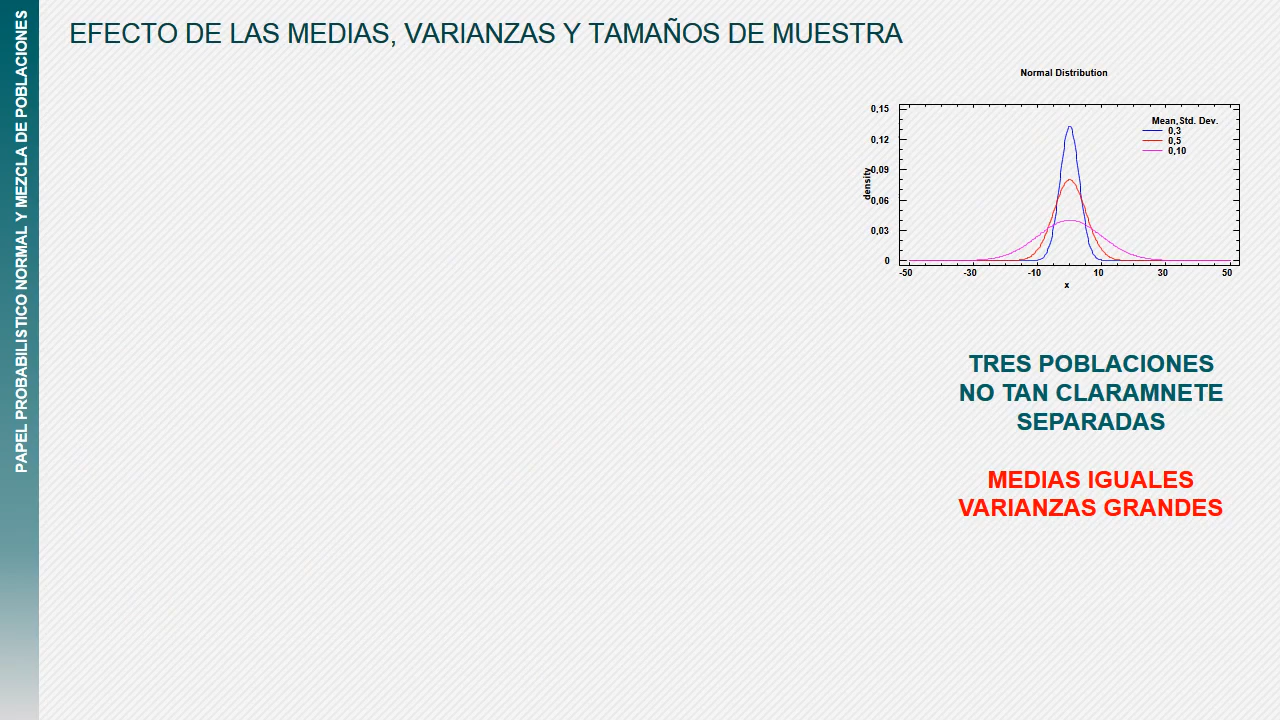 PAPEL PROBABILISTICO NORMAL Y MEZCLA DE POBLACIONES
EFECTO DE LAS MEDIAS, VARIANZAS Y TAMAÑOS DE MUESTRA
Normal Distribution
Mean,Std. Dev.
0,3
0,5
0,10
density
0,15
0,12
0,09
0,06
0,03
0
-50 -30 -10 10 30 50
x
TRES POBLACIONES
NO TAN CLARAMNETE
SEPARADAS
MEDIAS IGUALES
VARIANZAS GRANDES